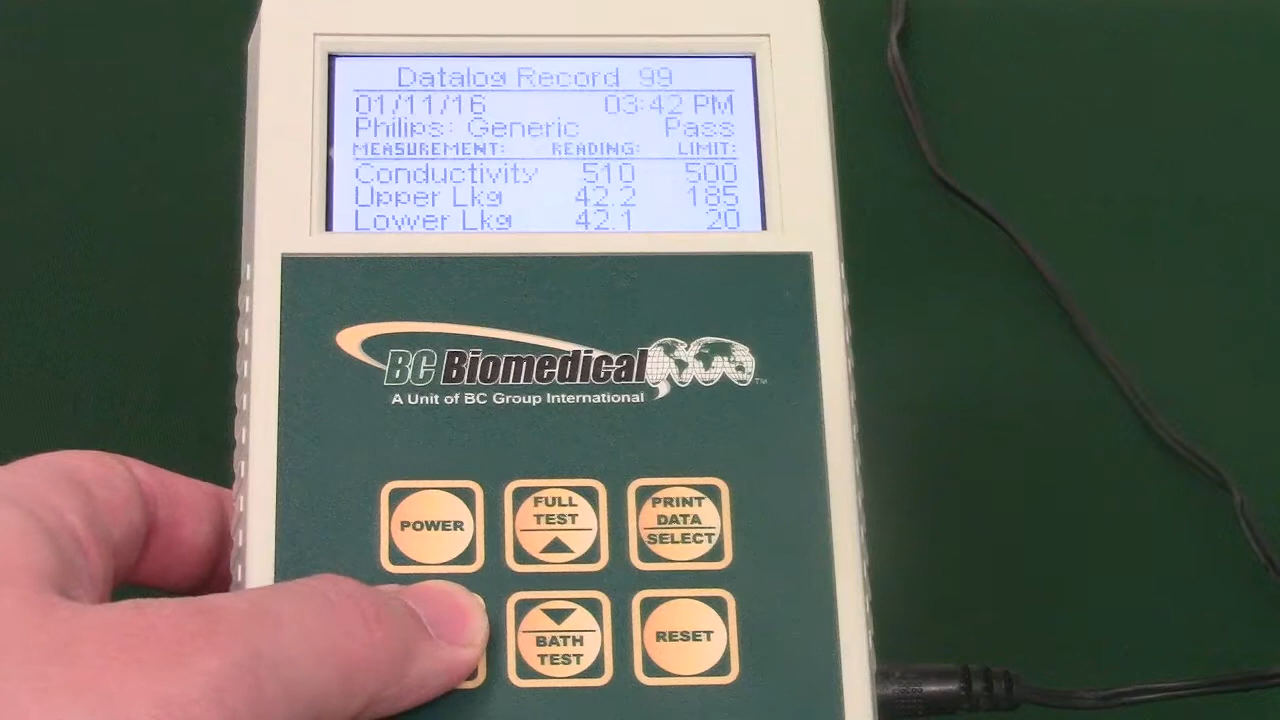 Datalog Record 99
01/11/16 03:42 PM
Philips: Generic Pass
MEASUREMENT: READING: LIMIT:
Conductivity 510 500
Upper Lkg 42.2 185
Lower Lkg 42.1 20
BC Biomedical™
A Unit of BC Group International
POWER
FULL
TEST
PRINT
DATA
SELECT
BATH
TEST
RESET